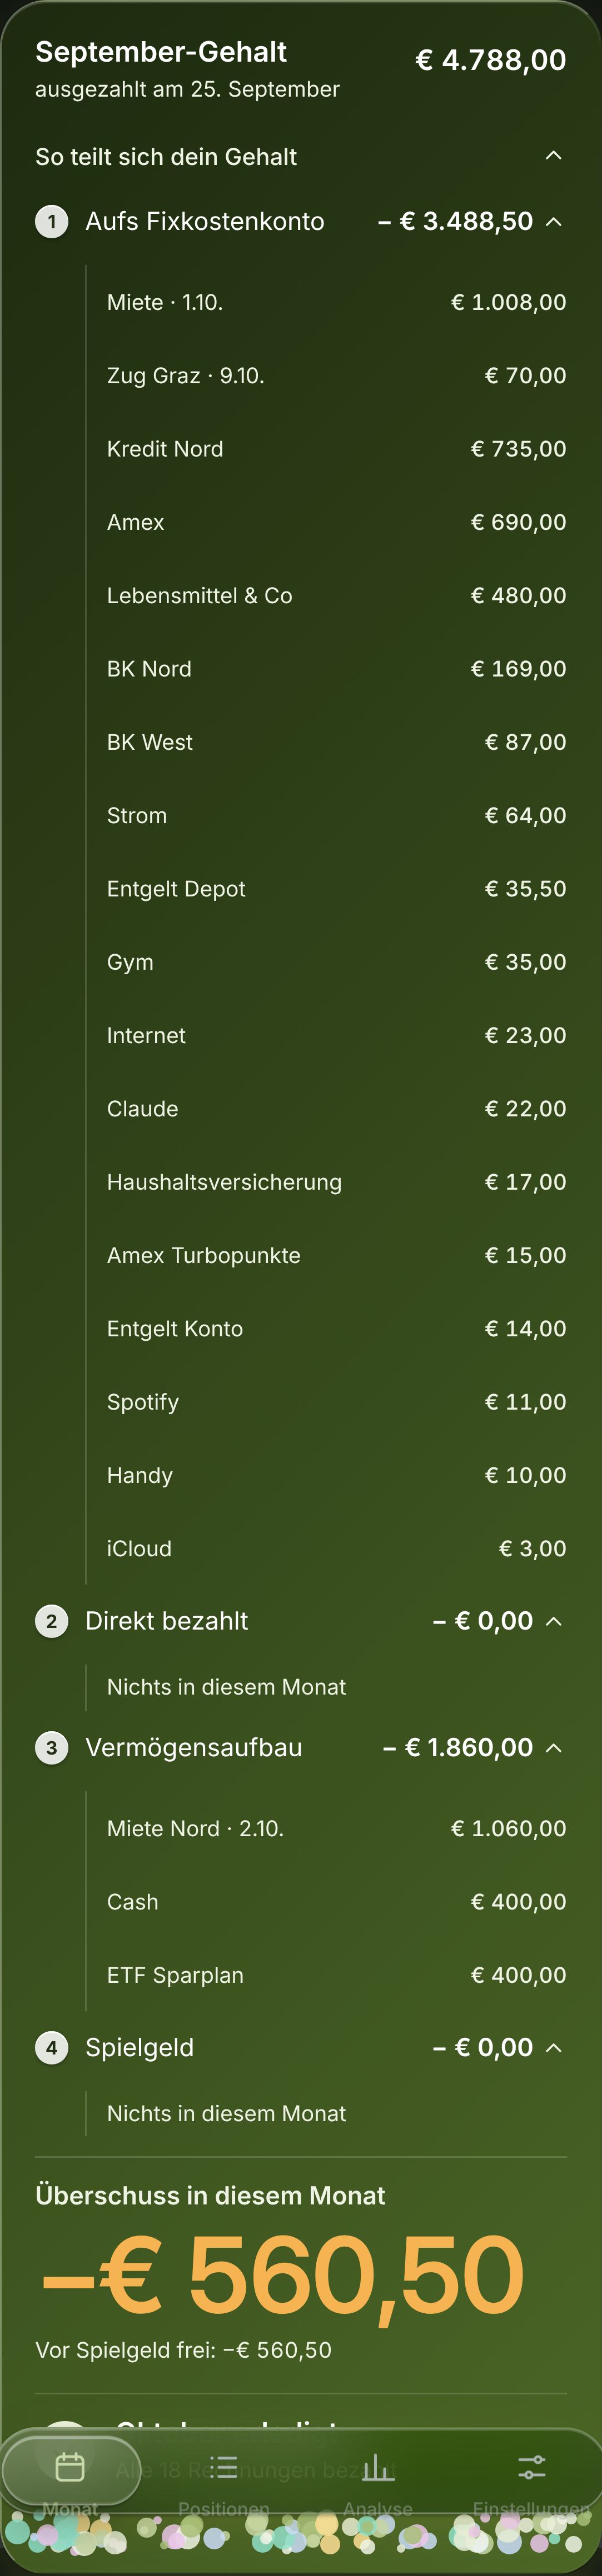 September-Gehalt
€ 4.788,00
ausgezahlt am 25. September
So teilt sich dein Gehalt
1 Aufs Fixkostenkonto – € 3.488,50
Miete · 1.10. € 1.008,00
Zug Graz · 9.10. € 70,00
Kredit Nord € 735,00
Amex € 690,00
Lebensmittel & Co € 480,00
BK Nord € 169,00
BK West € 87,00
Strom € 64,00
Entgelt Depot € 35,50
Gym € 35,00
Internet € 23,00
Claude € 22,00
Haushaltsversicherung € 17,00
Amex Turbopunkte € 15,00
Entgelt Konto € 14,00
Spotify € 11,00
Handy € 10,00
iCloud € 3,00
2 Direkt bezahlt – € 0,00
Nichts in diesem Monat
3 Vermögensaufbau – € 1.860,00
Miete Nord · 2.10. € 1.060,00
Cash € 400,00
ETF Sparplan € 400,00
4 Spielgeld – € 0,00
Nichts in diesem Monat
Überschuss in diesem Monat
–€ 560,50
Vor Spielgeld frei: −€ 560,50
Alle 18 Rechnungen
Monat Positionen Analyse Einstellungen